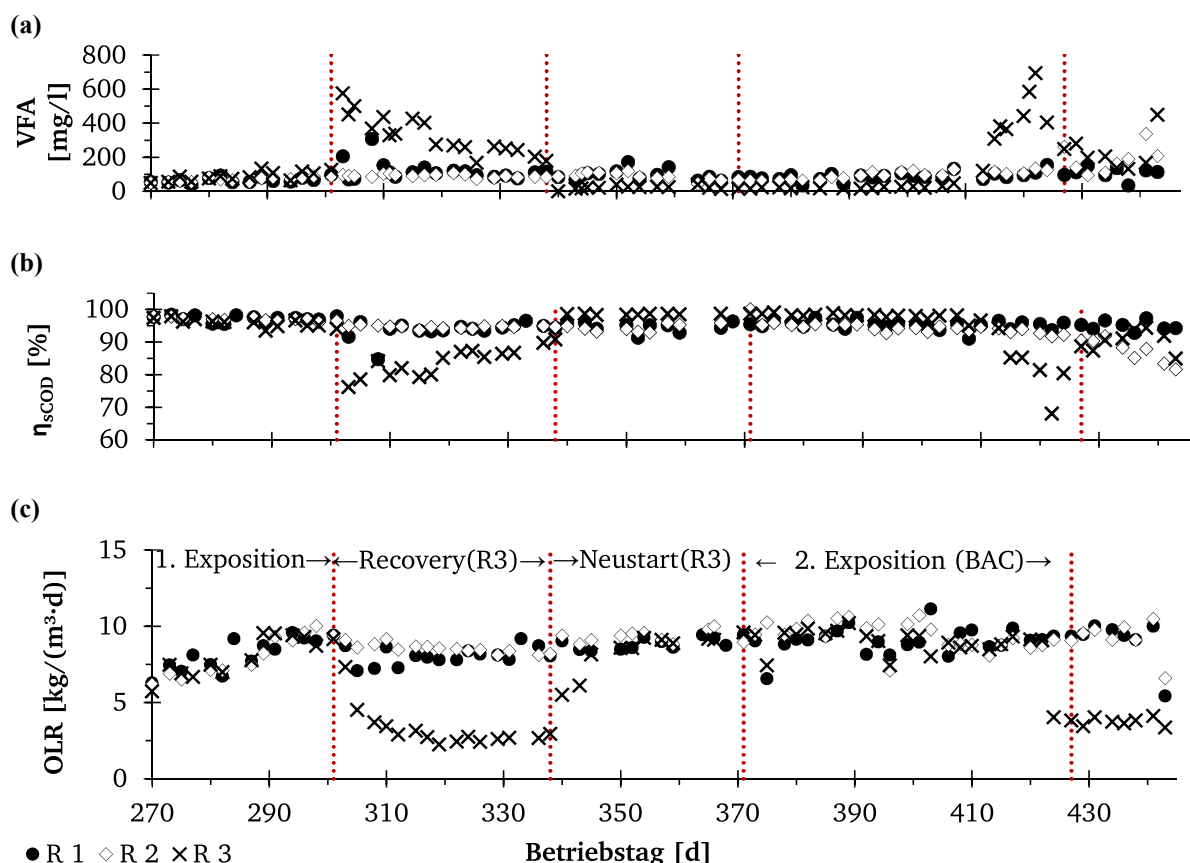 (a)
VFA
[mg/l]
800
600
400
200
0
(b)
ηsCOD [%]
100
90
80
70
60
(c)
OLR [kg/(m³·d)]
15
10
5
0
1. Exposition→
←Recovery(R3)→
→Neustart(R3)
← 2. Exposition (BAC)→
270 290 310 330 350 370 390 410 430
● R 1 ◇ R 2 ✕ R 3
Betriebstag [d]